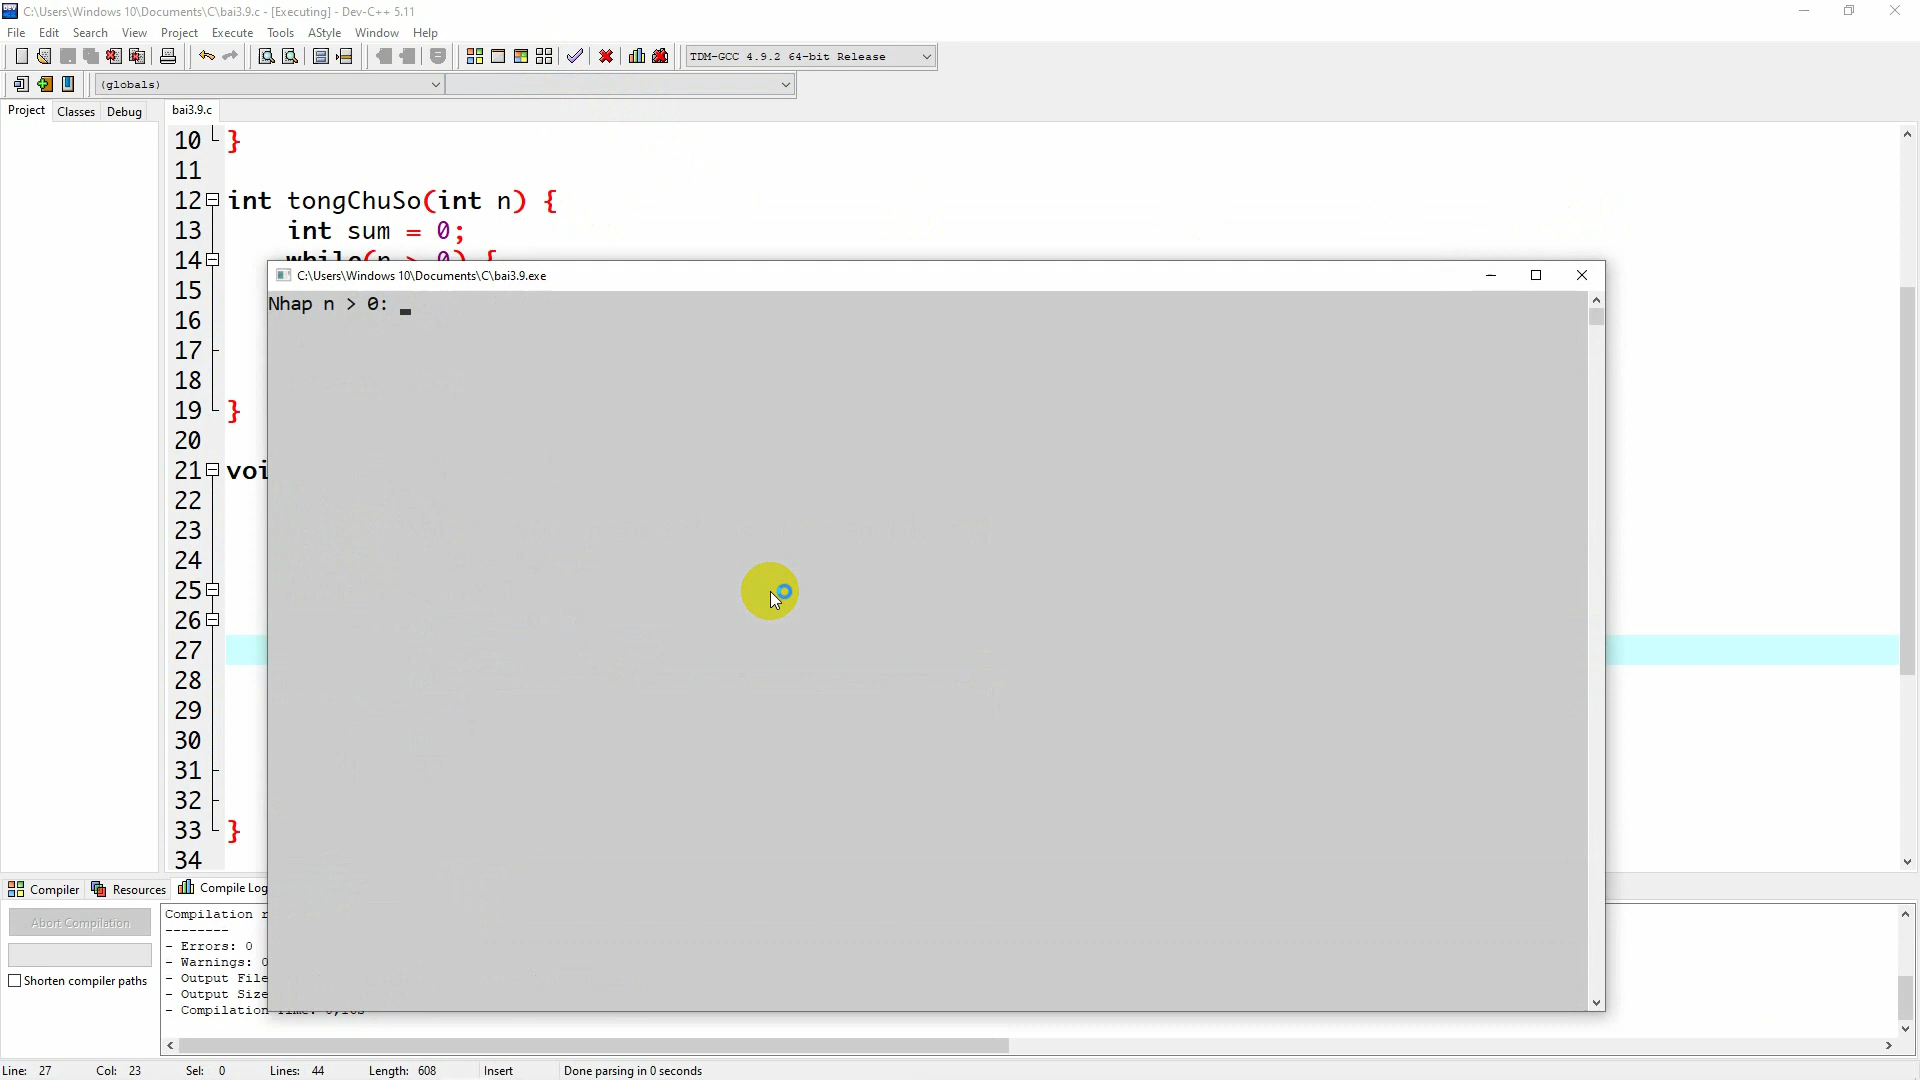 C:\Users\Windows 10\Documents\C\bai3.9.c - [Executing] - Dev-C++ 5.11
File Edit Search View Project Execute Tools AStyle Window Help
TDM-GCC 4.9.2 64-bit Release
(globals)
Project Classes Debug
bai3.9.c
10 }
11
12 int tongChuSo(int n) {
13 int sum = 0;
14 while(n > 0) {
C:\Users\Windows 10\Documents\C\bai3.9.exe
Nhap n > 0:
15
16
17
18
19 }
20
21 voi
22
23
24
25
26
27
28
29
30
31
32
33 }
34
Compiler Resources Compile Log
Abort Compilation
Shorten compiler paths
Compilation r
--------
- Errors: 0
- Warnings: 0
- Output File
- Output Size
- Compilation Time: 0,16s
Line: 27 Col: 23 Sel: 0 Lines: 44 Length: 608 Insert Done parsing in 0 seconds